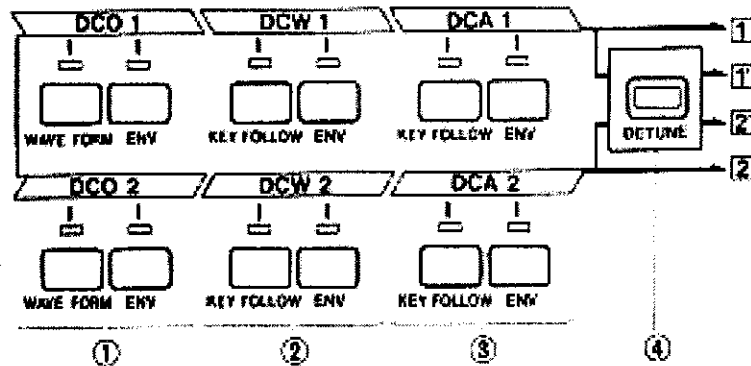 DCO 1 DCW 1 DCA 1
1
1'
WAVE FORM ENV KEY FOLLOW ENV KEY FOLLOW ENV DETUNE
2'
2
DCO 2 DCW 2 DCA 2
WAVE FORM ENV KEY FOLLOW ENV KEY FOLLOW ENV
① ② ③ ④